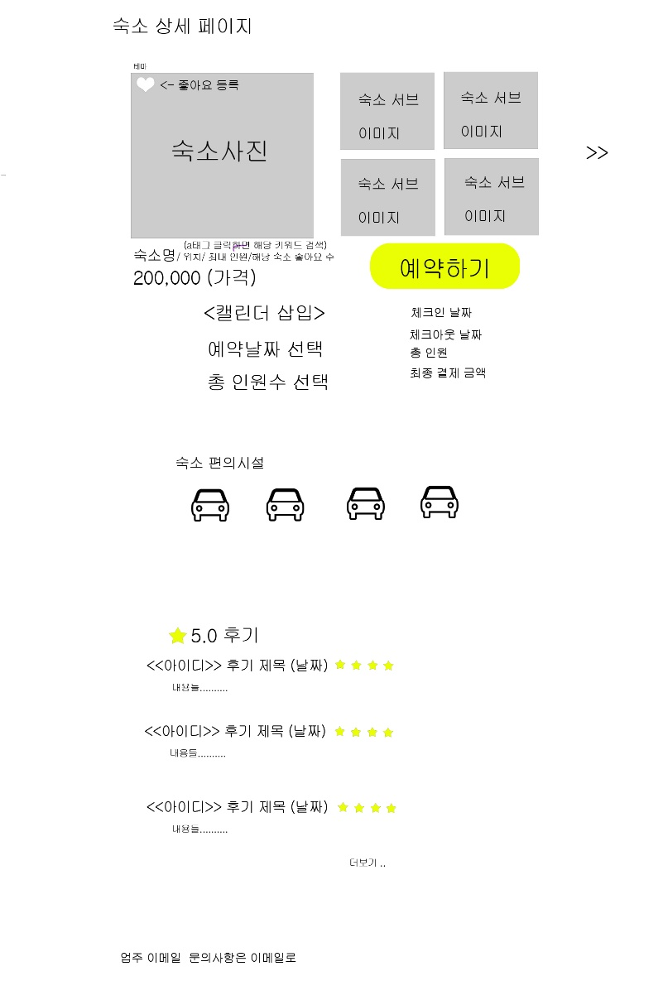 숙소 상세 페이지
테마
<- 좋아요 등록
숙소사진
숙소 서브
이미지
숙소 서브
이미지
숙소 서브
이미지
숙소 서브
이미지
>>
(a태그 클릭하면 해당 키워드 검색)
숙소명/ 위치/ 최대 인원/해당 숙소 좋아요 수
200,000 (가격)
예약하기
<캘린더 삽입>
예약날짜 선택
총 인원수 선택
체크인 날짜
체크아웃 날짜
총 인원
최종 결제 금액
숙소 편의시설
5.0 후기
<<아이디>> 후기 제목 (날짜)
내용들..........
<<아이디>> 후기 제목 (날짜)
내용들..........
<<아이디>> 후기 제목 (날짜)
내용들..........
더보기 ..
업주 이메일 문의사항은 이메일로